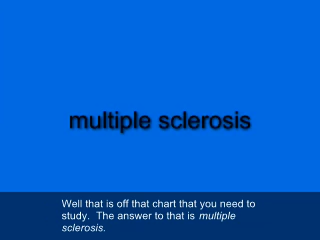 multiple sclerosis
Well that is off that chart that you need to
study.  The answer to that is multiple
sclerosis.